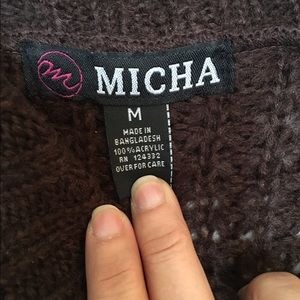 MICHA
M
MADE IN
BANGLADESH
100% ACRYLIC
RN 124332
OVER FOR CARE